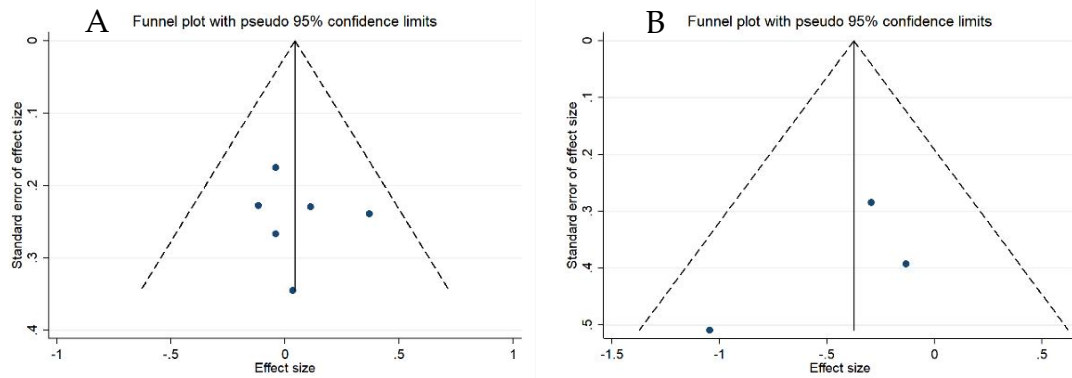 A
Funnel plot with pseudo 95% confidence limits
Standard error of effect size
0
.1
.2
.3
.4
-1
-.5
0
.5
1
Effect size
B
Funnel plot with pseudo 95% confidence limits
Standard error of effect size
0
.1
.2
.3
.4
.5
-1.5
-1
-.5
0
.5
Effect size